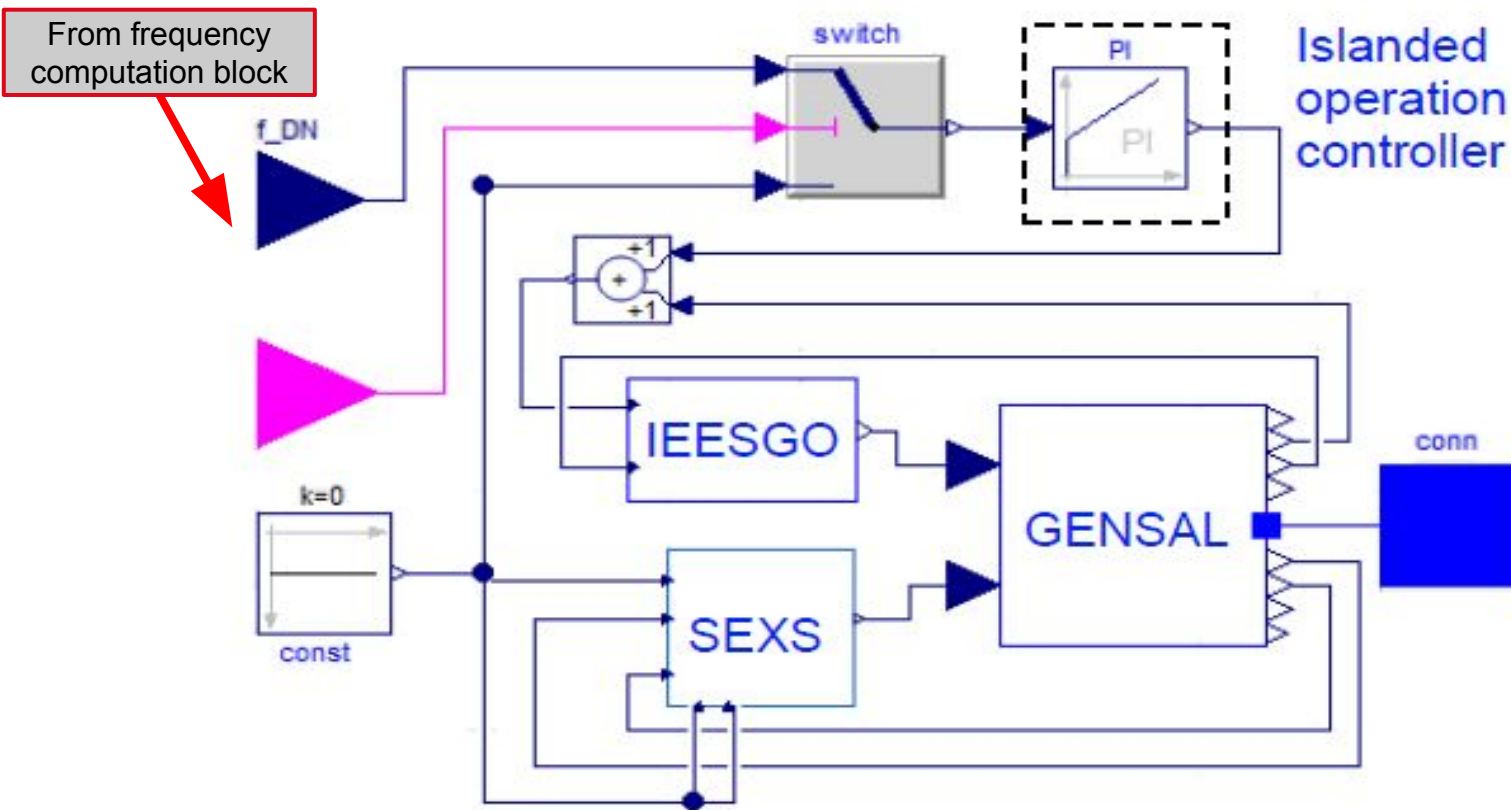 From frequency
computation block
f_DN
switch
PI
PI
Islanded
operation
controller
+1
+
+1
IEESGO
GENSAL
conn
k=0
const
SEXS